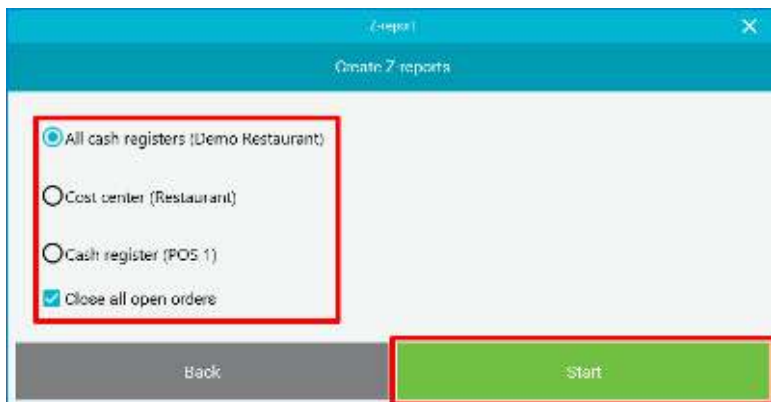 Z-report
Create Z-reports
All cash registers (Demo Restaurant)
Cost center (Restaurant)
Cash register (POS 1)
Close all open orders
Back
Start